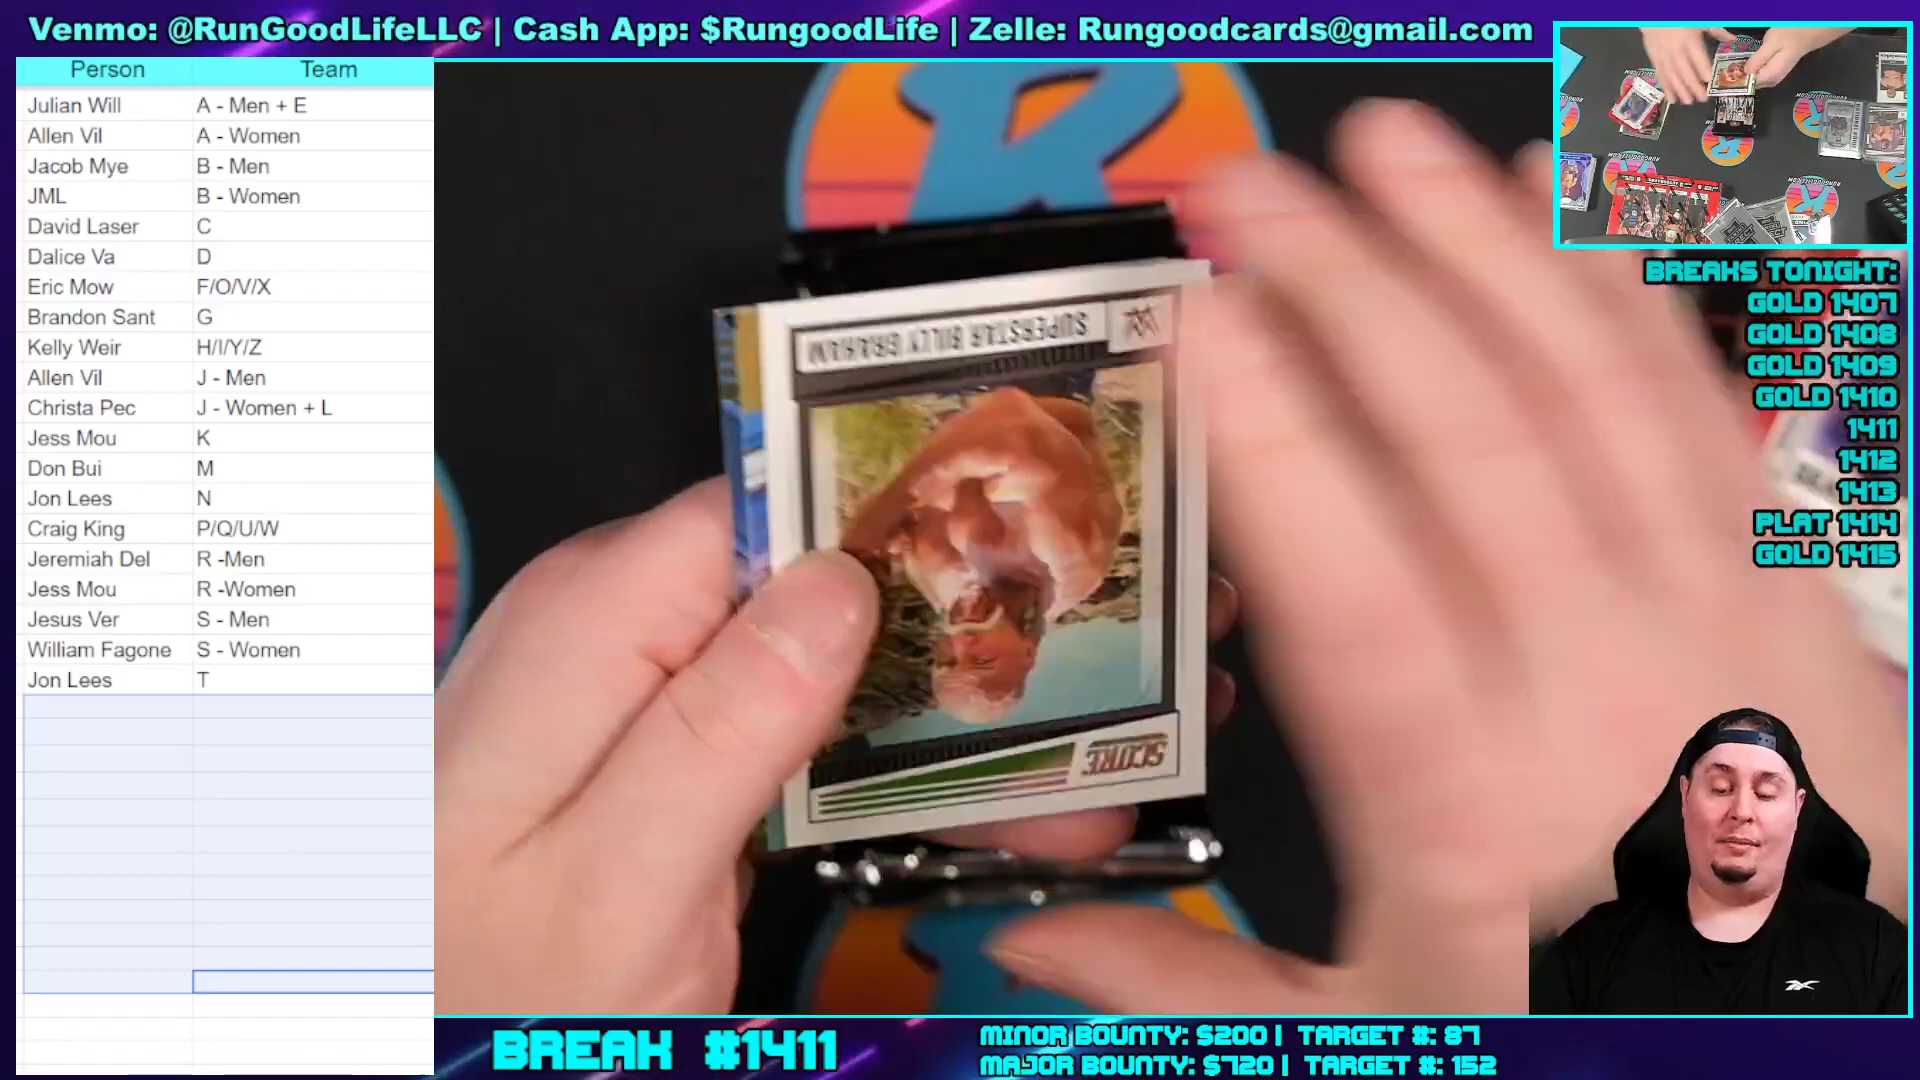 Venmo: @RunGoodLifeLLC | Cash App: $RungoodLife | Zelle: Rungoodcards@gmail.com
Person Team
Julian Will A - Men + E
Allen Vil A - Women
Jacob Mye B - Men
JML B - Women
David Laser C
Dalice Va D
Eric Mow F/O/V/X
Brandon Sant G
Kelly Weir H/I/Y/Z
Allen Vil J - Men
Christa Pec J - Women + L
Jess Mou K
Don Bui M
Jon Lees N
Craig King P/Q/U/W
Jeremiah Del R -Men
Jess Mou R -Women
Jesus Ver S - Men
William Fagone S - Women
Jon Lees T
SUPERSTAR BILLY GRAHAM
SCORE
R
BREAKS TONIGHT:
GOLD 1407
GOLD 1408
GOLD 1409
GOLD 1410
1411
1412
1413
PLAT 1414
GOLD 1415
BREAK #1411
MINOR BOUNTY: $200 | TARGET #: 87
MAJOR BOUNTY: $720 | TARGET #: 152